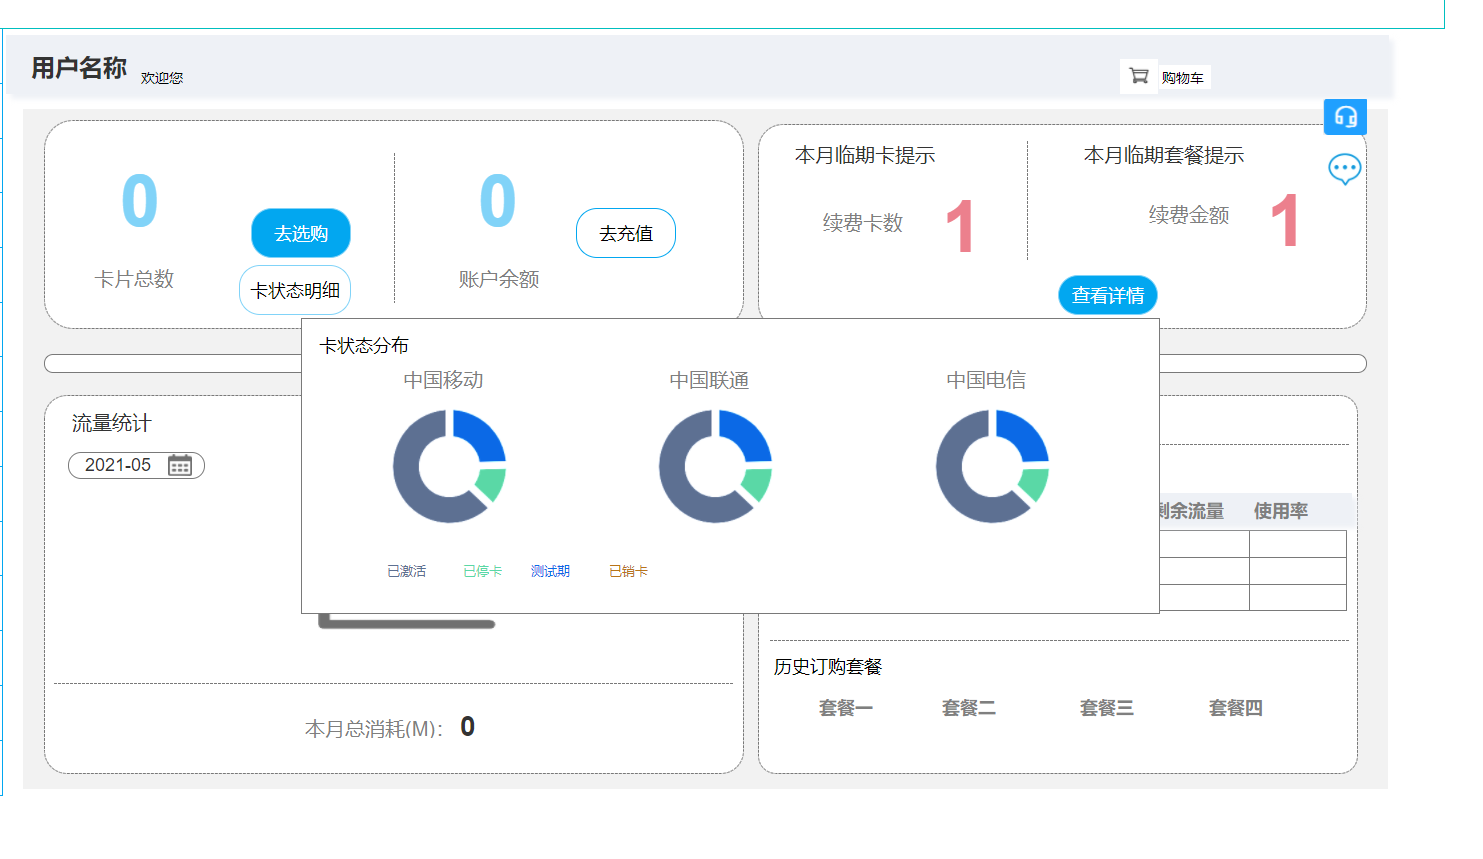 用户名称 欢迎您 购物车
本月临期卡提示 本月临期套餐提示
0 去选购 0 去充值 续费卡数 1 续费金额 1
卡片总数 卡状态明细 账户余额 查看详情
卡状态分布
中国移动 中国联通 中国电信
已激活 已停卡 测试期 已销卡
流量统计
2021-05
剩余流量 使用率
历史订购套餐
套餐一 套餐二 套餐三 套餐四
本月总消耗(M)： 0